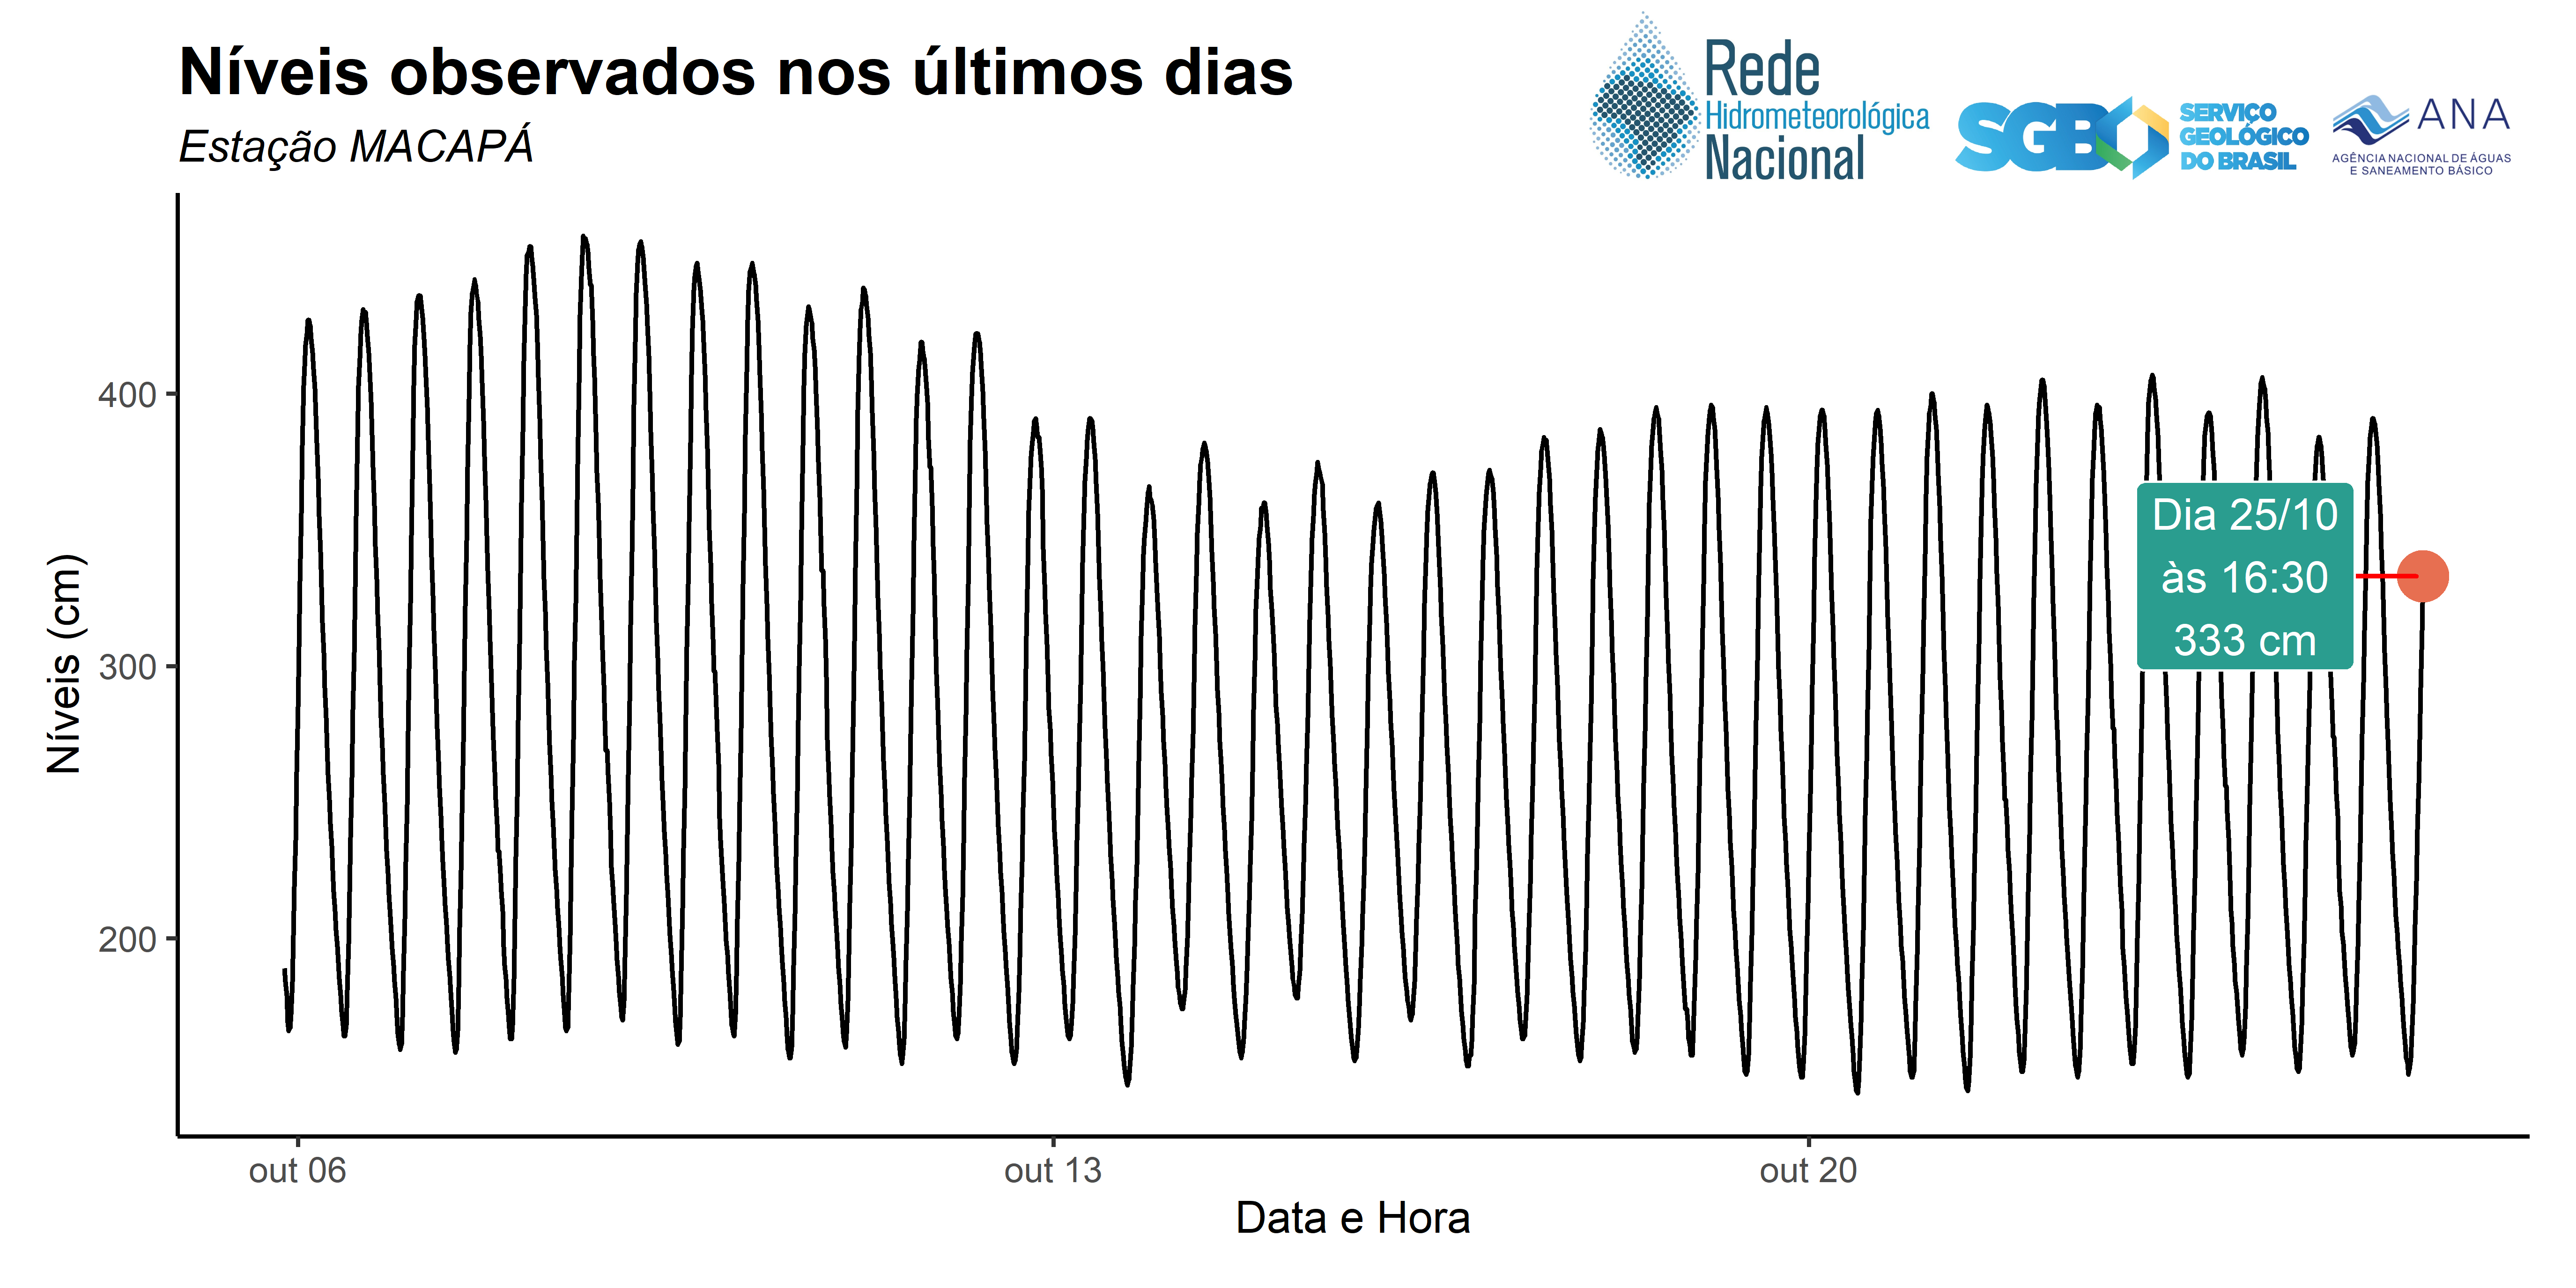 Níveis observados nos últimos dias
Estação MACAPÁ
Rede
Hidrometeorológica
Nacional
SGB
SERVIÇO
GEOLÓGICO
DO BRASIL
ANA
AGÊNCIA NACIONAL DE ÁGUAS
E SANEAMENTO BÁSICO
Níveis (cm)
400
300
200
Dia 25/10
às 16:30
333 cm
out 06
out 13
out 20
Data e Hora